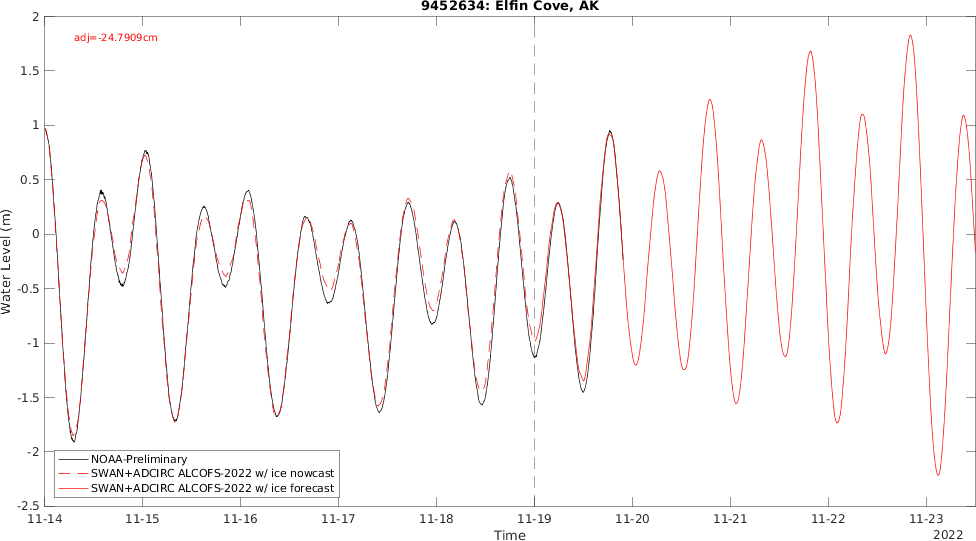 9452634: Elfin Cove, AK
adj=-24.7909cm
2
1.5
1
0.5
0
-0.5
-1
-1.5
-2
-2.5
Water Level (m)
NOAA-Preliminary
SWAN+ADCIRC ALCOFS-2022 w/ ice nowcast
SWAN+ADCIRC ALCOFS-2022 w/ ice forecast
11-14 11-15 11-16 11-17 11-18 11-19 11-20 11-21 11-22 11-23
Time
2022